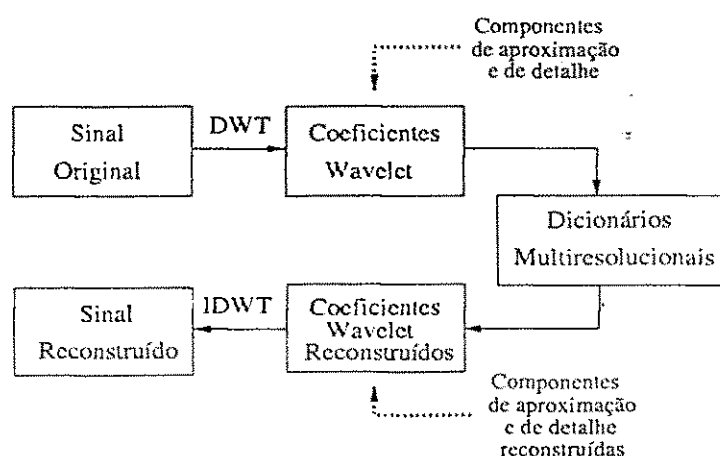 Componentes
de aproximação
e de detalhe
Sinal
Original
DWT
Coeficientes
Wavelet
Dicionários
Multiresolucionais
Sinal
Reconstruído
IDWT
Coeficientes
Wavelet
Reconstruídos
Componentes
de aproximação
e de detalhe
reconstruídas